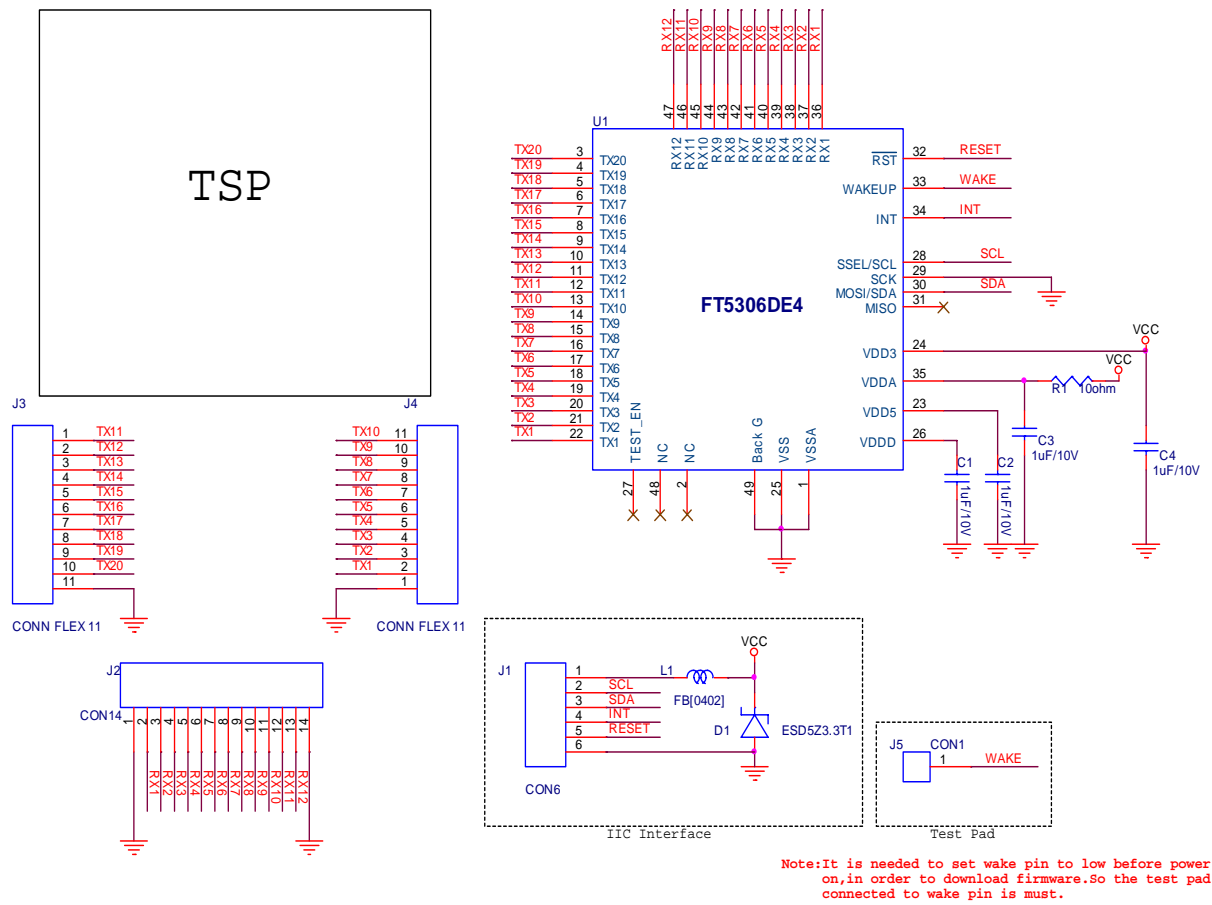 TSP
RX12
RX11
RX10
RX9
RX8
RX7
RX6
RX5
RX4
RX3
RX2
RX1
47
46
45
44
43
42
41
40
39
38
37
36
U1
RX12
RX11
RX10
RX9
RX8
RX7
RX6
RX5
RX4
RX3
RX2
RX1
TX20 3 TX20
TX19 4 TX19
TX18 5 TX18
TX17 6 TX17
TX16 7 TX16
TX15 8 TX15
TX14 9 TX14
TX13 10 TX13
TX12 11 TX12
TX11 12 TX11
TX10 13 TX10
TX9 14 TX9
TX8 15 TX8
TX7 16 TX7
TX6 17 TX6
TX5 18 TX5
TX4 19 TX4
TX3 20 TX3
TX2 21 TX2
TX1 22 TX1
FT5306DE4
RST 32 RESET
WAKEUP 33 WAKE
INT 34 INT
SSEL/SCL 28 SCL
SCK 29
MOSI/SDA 30 SDA
MISO 31
VDD3 24 VCC
VDDA 35 R1 10ohm VCC
VDD5 23
VDDD 26
TEST_EN 27
NC 48
NC 2
Back G 49
VSS 25
VSSA 1
C1
1uF/10V
C2
1uF/10V
C3
1uF/10V
C4
1uF/10V
J3
1 TX11
2 TX12
3 TX13
4 TX14
5 TX15
6 TX16
7 TX17
8 TX18
9 TX19
10 TX20
11
CONN FLEX 11
J4
TX10 11
TX9 10
TX8 9
TX7 8
TX6 7
TX5 6
TX4 5
TX3 4
TX2 3
TX1 2
1
CONN FLEX 11
J2
CON14
1
2
3
4
5
6
7
8
9
10
11
12
13
14
RX1
RX2
RX3
RX4
RX5
RX6
RX7
RX8
RX9
RX10
RX11
RX12
J1
1
2 SCL
3 SDA
4 INT
5 RESET
6
CON6
L1
FB[0402]
VCC
D1
ESD5Z3.3T1
IIC Interface
J5
CON1
1 WAKE
Test Pad
Note:It is needed to set wake pin to low before power
on,in order to download firmware.So the test pad
connected to wake pin is must.